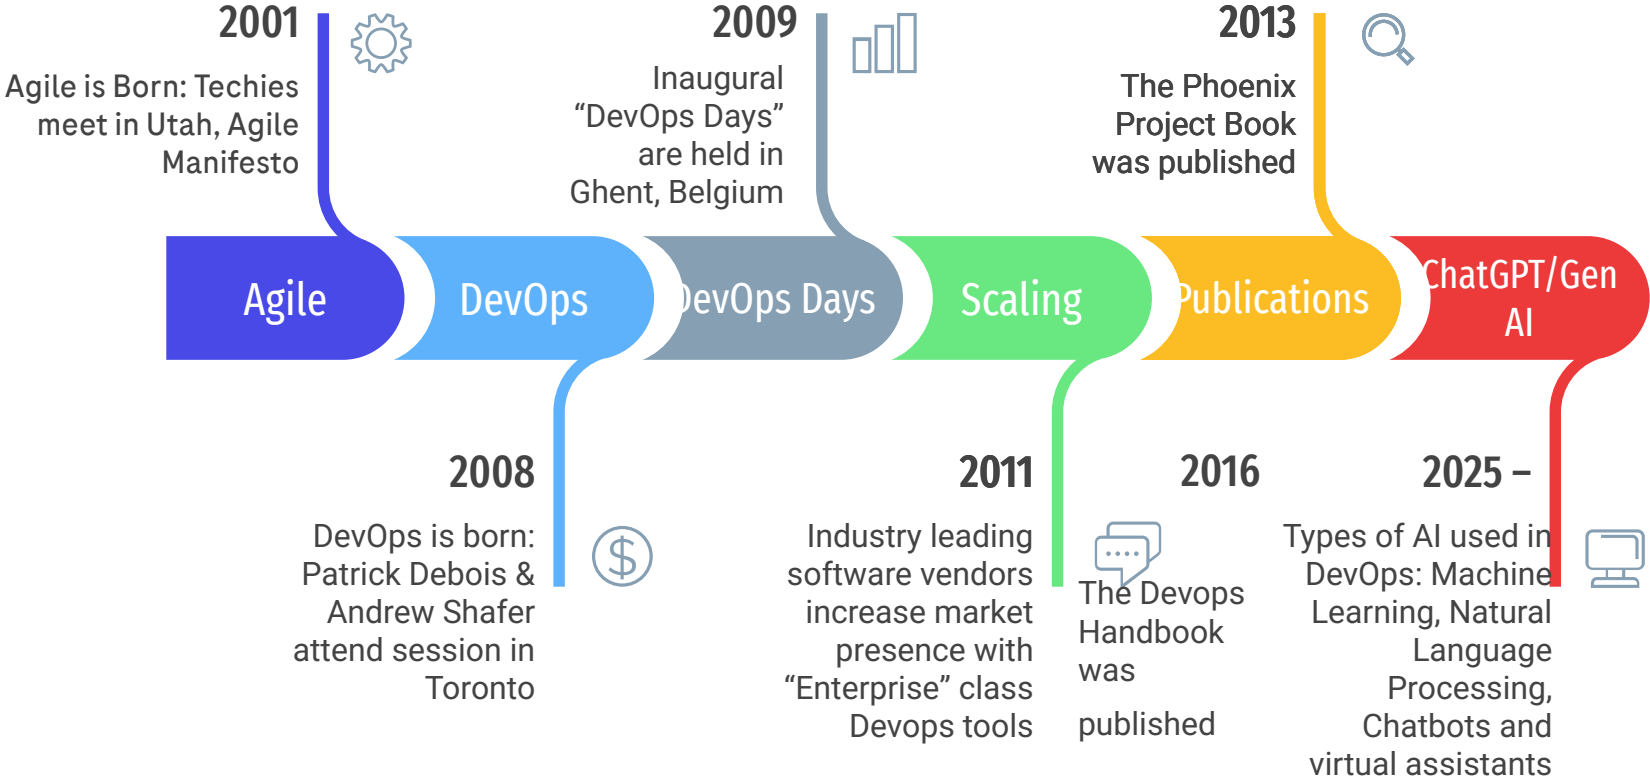 2001
Agile is Born: Techies
meet in Utah, Agile
Manifesto
2009
Inaugural
“DevOps Days”
are held in
Ghent, Belgium
2013
The Phoenix
Project Book
was published
Agile
DevOps
DevOps Days
Scaling
Publications
ChatGPT/Gen
AI
2008
DevOps is born:
Patrick Debois &
Andrew Shafer
attend session in
Toronto
$
2011
Industry leading
software vendors
increase market
presence with
“Enterprise” class
Devops tools
2016
The Devops
Handbook
was
published
2025 –
Types of AI used in
DevOps: Machine
Learning, Natural
Language
Processing,
Chatbots and
virtual assistants